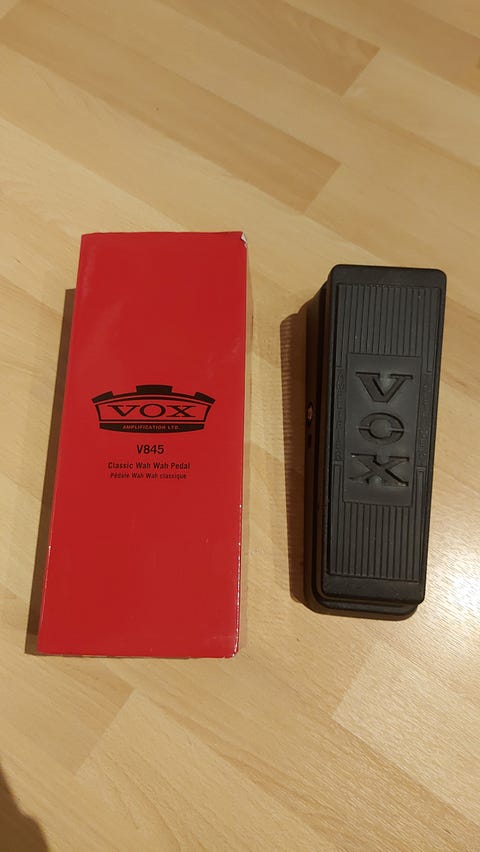 VOX
AMPLIFICATION LTD.
V845
Classic Wah Wah Pedal
Pédale Wah Wah classique
VOX